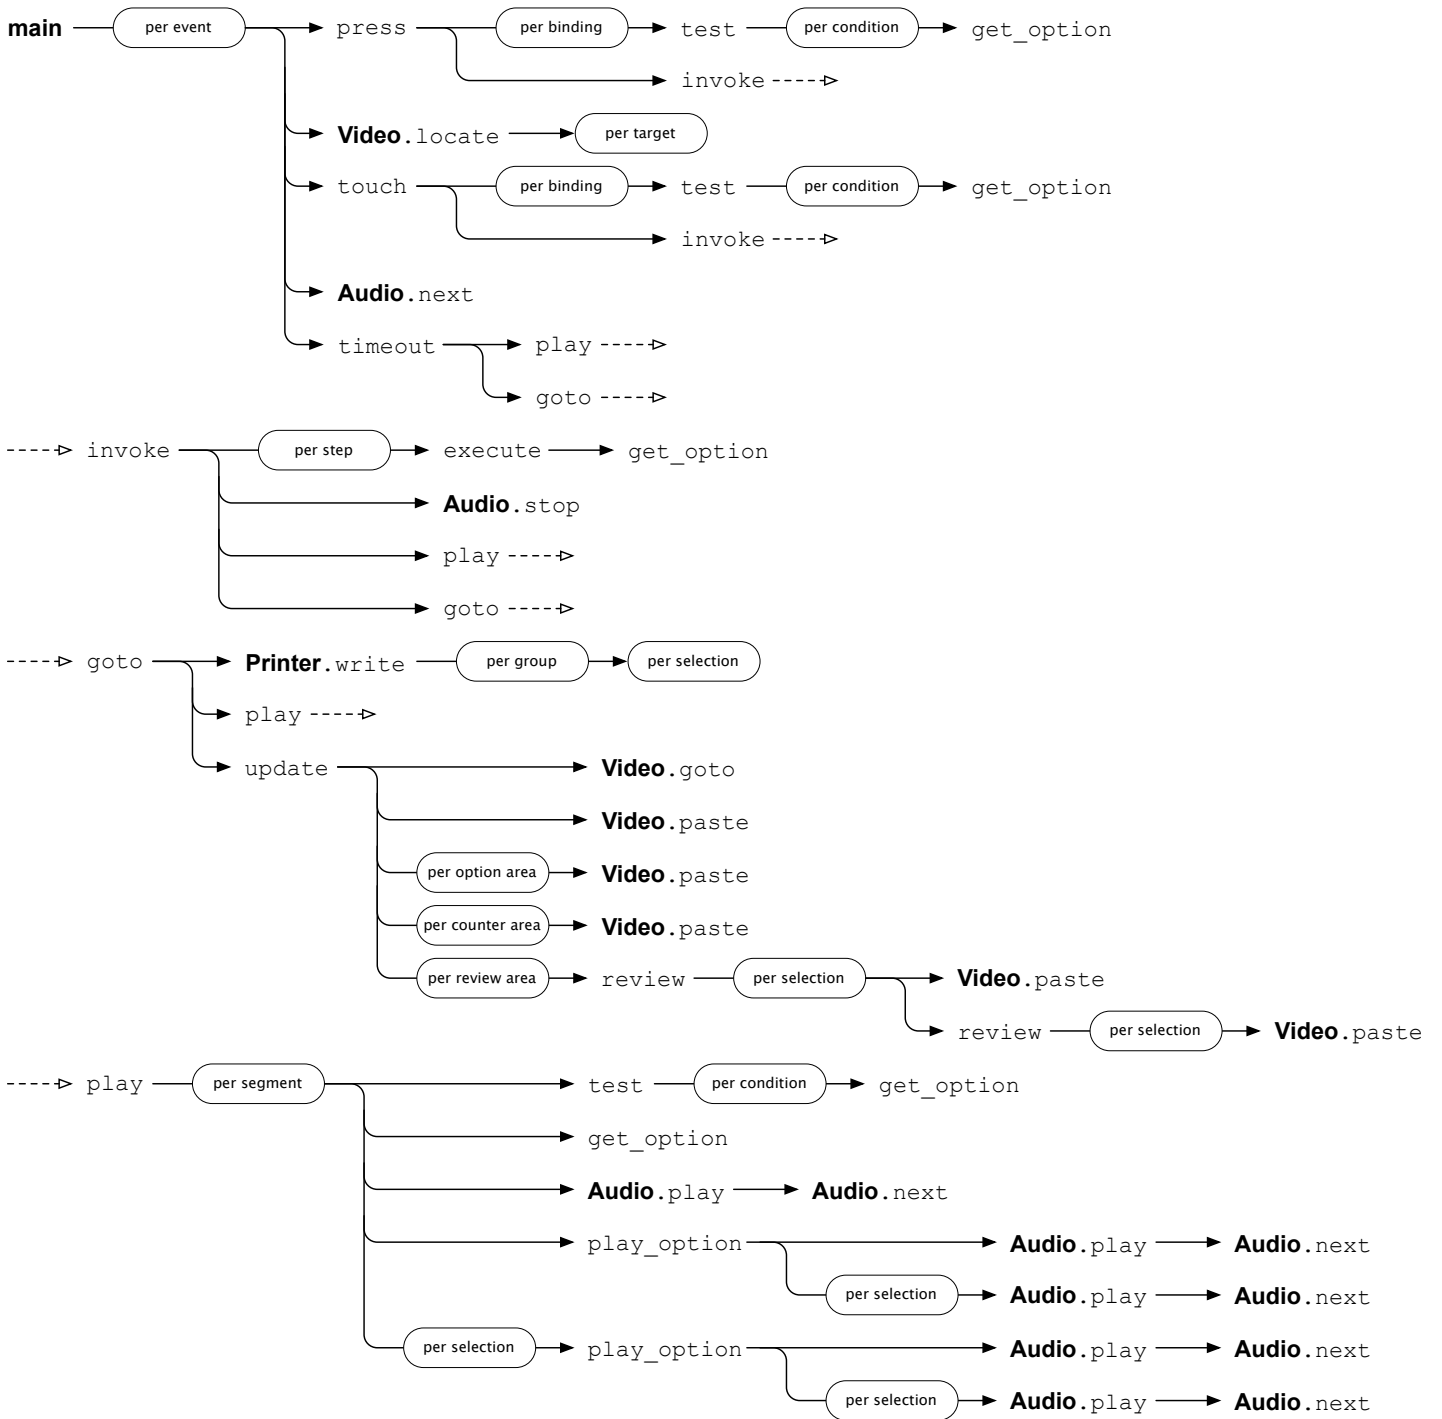 main per event press per binding test per condition get_option
invoke
Video.locate per target
touch per binding test per condition get_option
invoke
Audio.next
timeout play
goto
invoke per step execute get_option
Audio.stop
play
goto
goto Printer.write per group per selection
play
update Video.goto
Video.paste
per option area Video.paste
per counter area Video.paste
per review area review per selection Video.paste
review per selection Video.paste
play per segment test per condition get_option
get_option
Audio.play Audio.next
play_option Audio.play Audio.next
per selection Audio.play Audio.next
per selection play_option Audio.play Audio.next
per selection Audio.play Audio.next